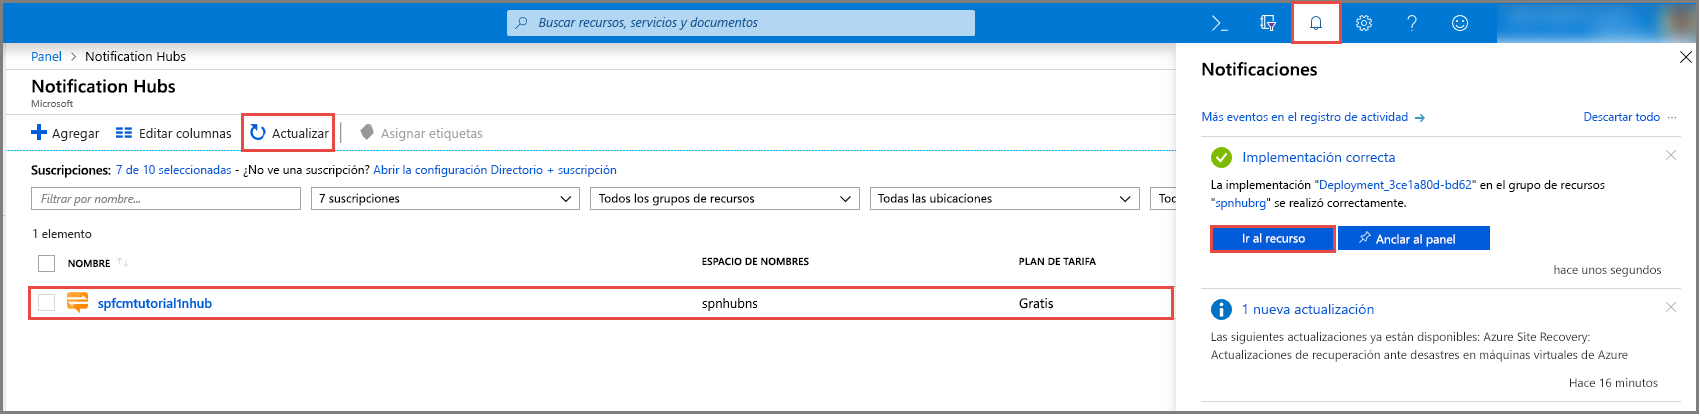 Buscar recursos, servicios y documentos
Panel > Notification Hubs
Notification Hubs
Microsoft
Agregar Editar columnas Actualizar Asignar etiquetas
Suscripciones: 7 de 10 seleccionadas - ¿No ve una suscripción? Abrir la configuración Directorio + suscripción
Filtrar por nombre... 7 suscripciones Todos los grupos de recursos Todas las ubicaciones Toc
1 elemento
NOMBRE ESPACIO DE NOMBRES PLAN DE TARIFA
spfcmtutorial1nhub spnhubns Gratis
Notificaciones
Más eventos en el registro de actividad → Descartar todo ...
Implementación correcta
La implementación "Deployment_3ce1a80d-bd62" en el grupo de recursos
"spnhubrg" se realizó correctamente.
Ir al recurso Anclar al panel
hace unos segundos
1 nueva actualización
Las siguientes actualizaciones ya están disponibles: Azure Site Recovery:
Actualizaciones de recuperación ante desastres en máquinas virtuales de Azure
Hace 16 minutos